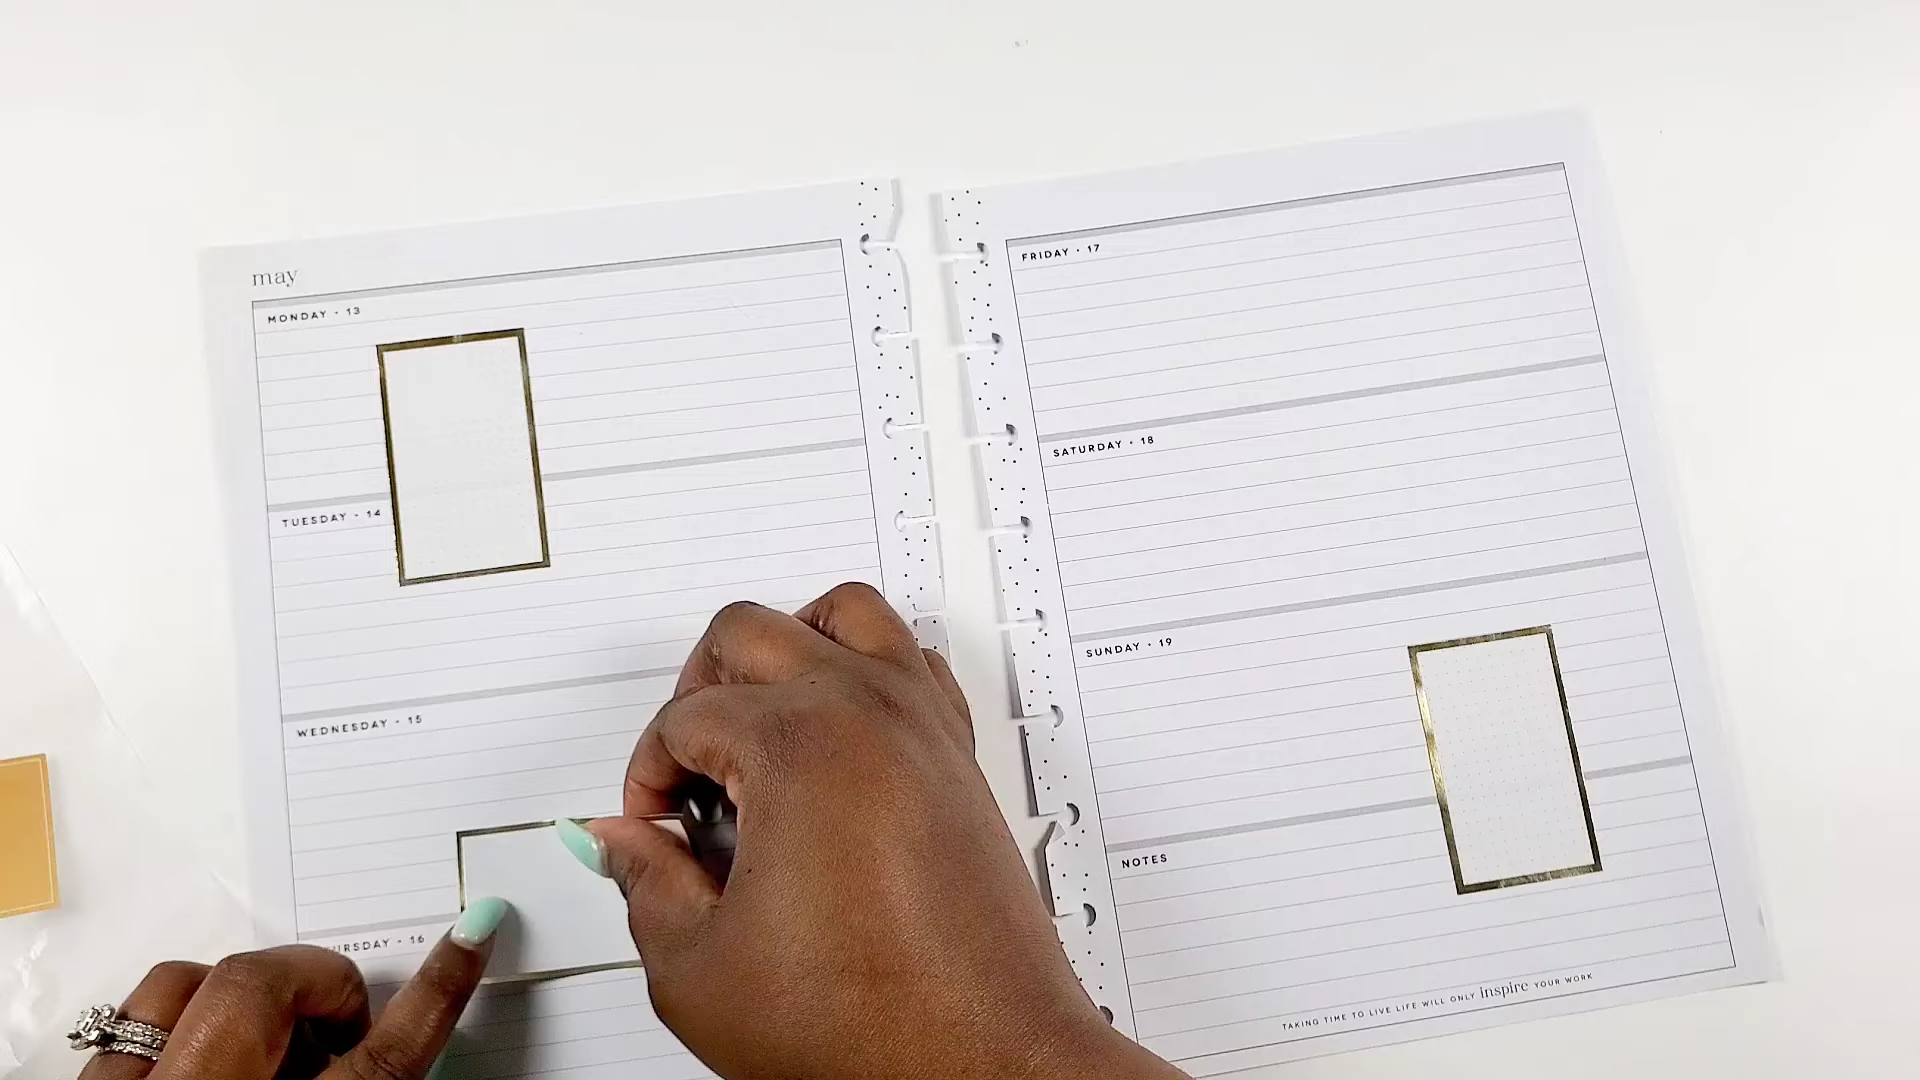 may
MONDAY • 13
TUESDAY • 14
WEDNESDAY • 15
URSDAY • 16
FRIDAY • 17
SATURDAY • 18
SUNDAY • 19
NOTES
TAKING TIME TO LIVE LIFE WILL ONLY inspire YOUR WORK